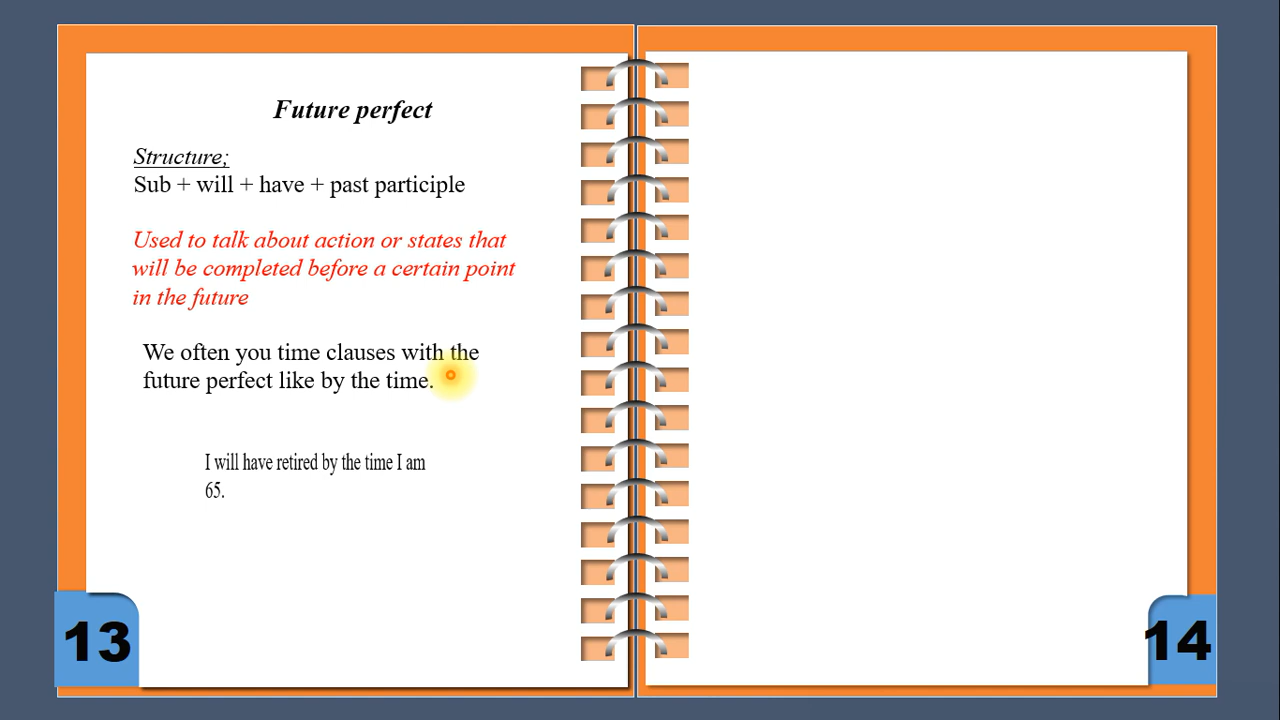 Future perfect
Structure;
Sub + will + have + past participle
Used to talk about action or states that
will be completed before a certain point
in the future
We often you time clauses with the
future perfect like by the time.
I will have retired by the time I am
65.
13
14